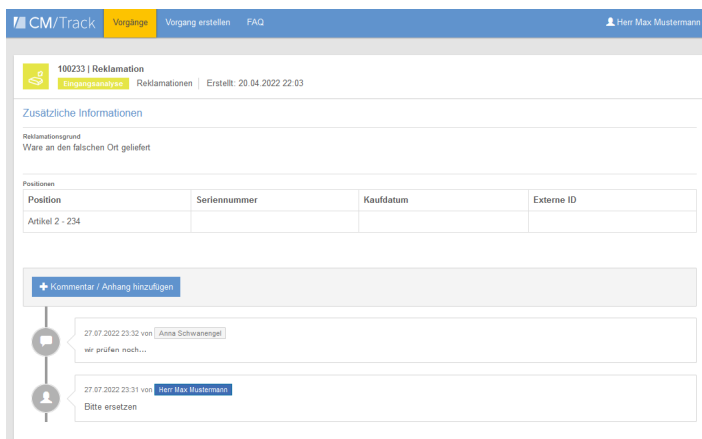 CM/Track Vorgänge Vorgang erstellen FAQ Herr Max Mustermann
100233 | Reklamation
Eingangsanalyse Reklamationen Erstellt: 20.04.2022 22:03
Zusätzliche Informationen
Reklamationsgrund
Ware an den falschen Ort geliefert
Positionen
Position Seriennummer Kaufdatum Externe ID
Artikel 2 - 234
Kommentar / Anhang hinzufügen
27.07.2022 23:32 von Anna Schwanengel
wir prüfen noch...
27.07.2022 23:31 von Herr Max Mustermann
Bitte ersetzen